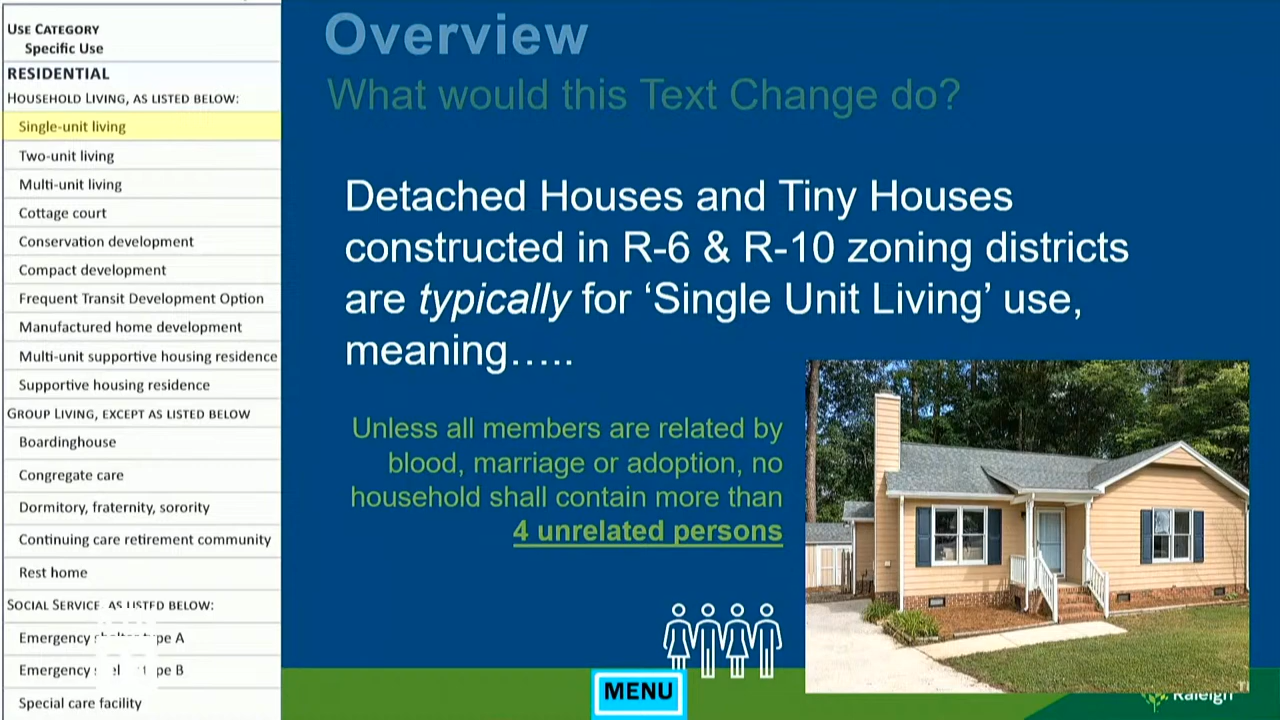 USE CATEGORY
Specific Use
RESIDENTIAL
HOUSEHOLD LIVING, AS LISTED BELOW:
Single-unit living
Two-unit living
Multi-unit living
Cottage court
Conservation development
Compact development
Frequent Transit Development Option
Manufactured home development
Multi-unit supportive housing residence
Supportive housing residence
GROUP LIVING, EXCEPT AS LISTED BELOW
Boardinghouse
Congregate care
Dormitory, fraternity, sorority
Continuing care retirement community
Rest home
SOCIAL SERVICE AS LISTED BELOW:
Emergency shelter type A
Emergency shelter type B
Special care facility
Overview
What would this Text Change do?
Detached Houses and Tiny Houses
constructed in R-6 & R-10 zoning districts
are typically for ‘Single Unit Living’ use,
meaning…..
Unless all members are related by
blood, marriage or adoption, no
household shall contain more than
4 unrelated persons
MENU
Raleigh